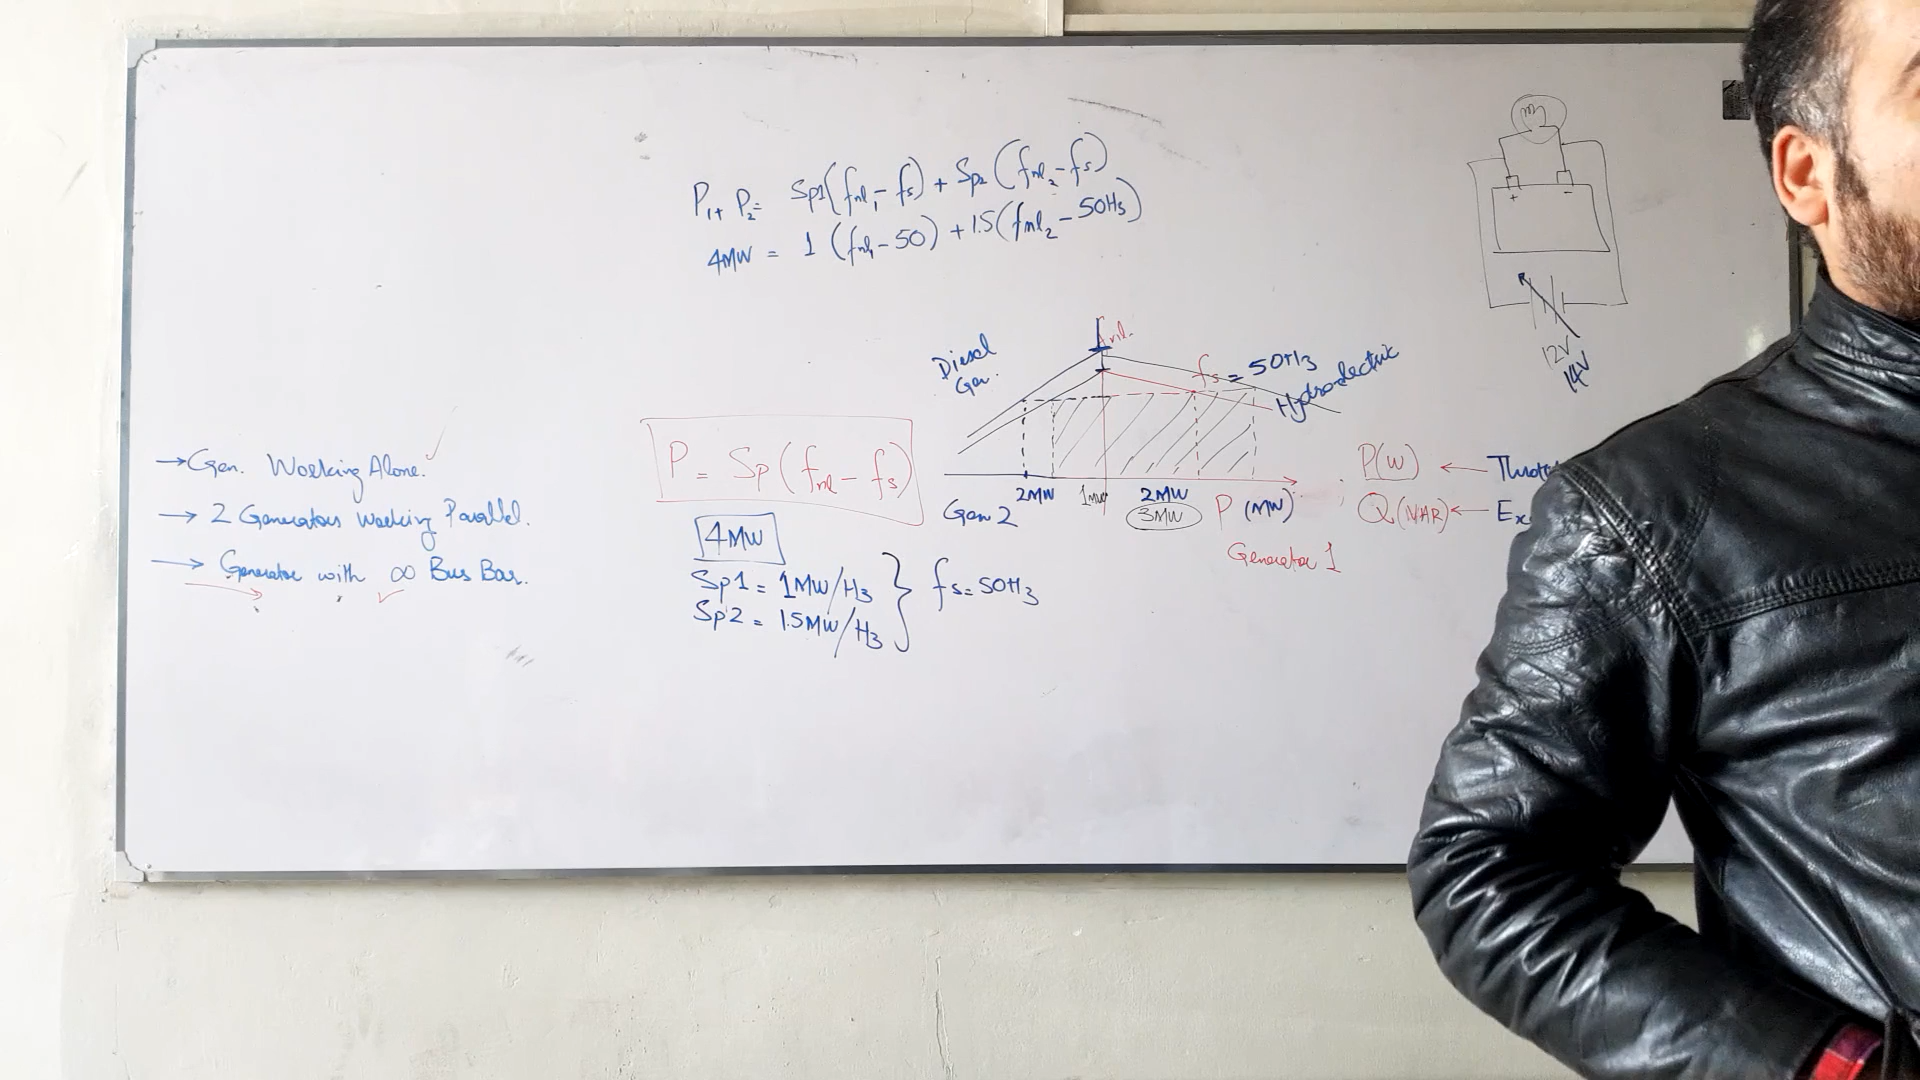 P₁+ P₂= Sp1(fnl₁- fs) + Sp₂(fnl₂-fs)
4MW = 1 (fnl₁-50) +1.5(fnl₂-50Hz)
m
+ -
12V
14V
Diesel
Gen.
fnl.
fs = 50Hz
Hydroelectric
→Gen. Working Alone.
→ 2 Generators Working Parallel.
→ Generator with ∞ Bus Bar.
P = Sp(fnl - fs)
2MW 1MW 2MW
3MW
Gen 2
P (MW)
Generator 1
P(W) ←
Q(VAR) ←
4MW
Sp1 = 1MW/Hz
Sp2 = 1.5MW/Hz
} fs=50Hz